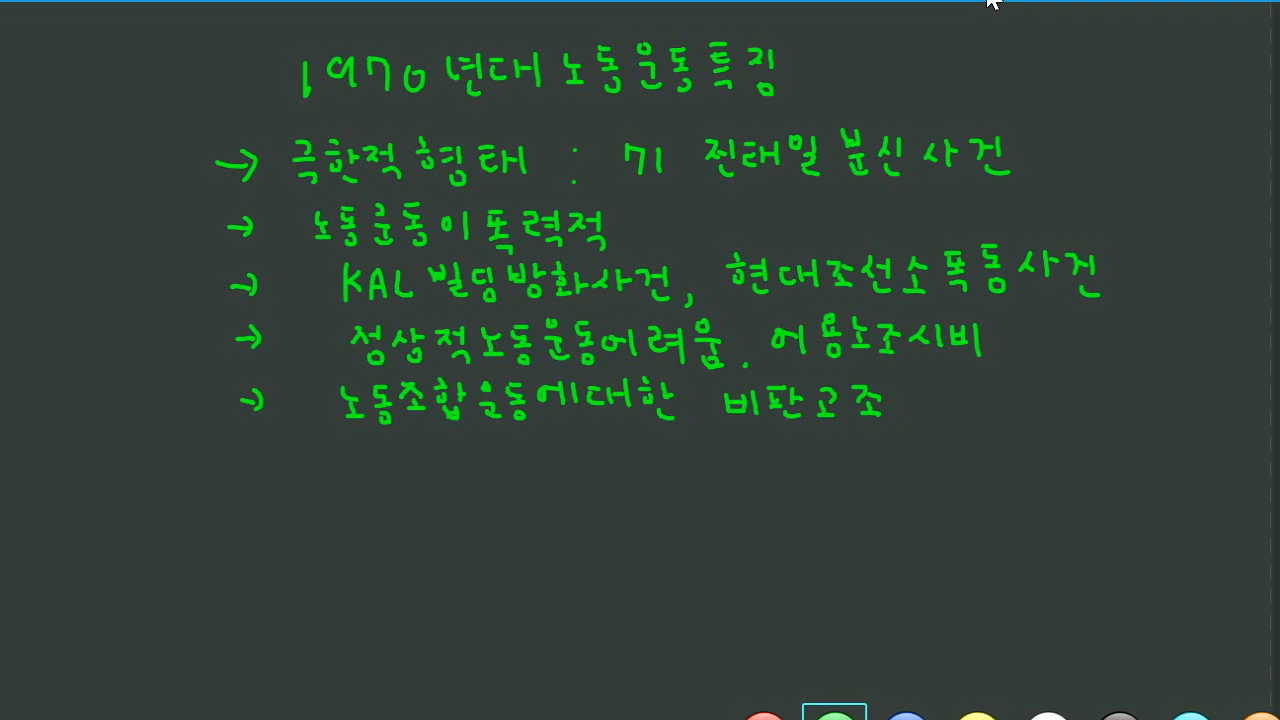 1970년대 노동운동특징
→ 극한적형태 : 71 전태일분신사건
→ 노동운동이폭력적
→ KAL빌딩방화사건, 현대조선소폭동사건
→ 정상적노동운동어려움. 어용노조시비
→ 노동조합운동에대한 비판고조